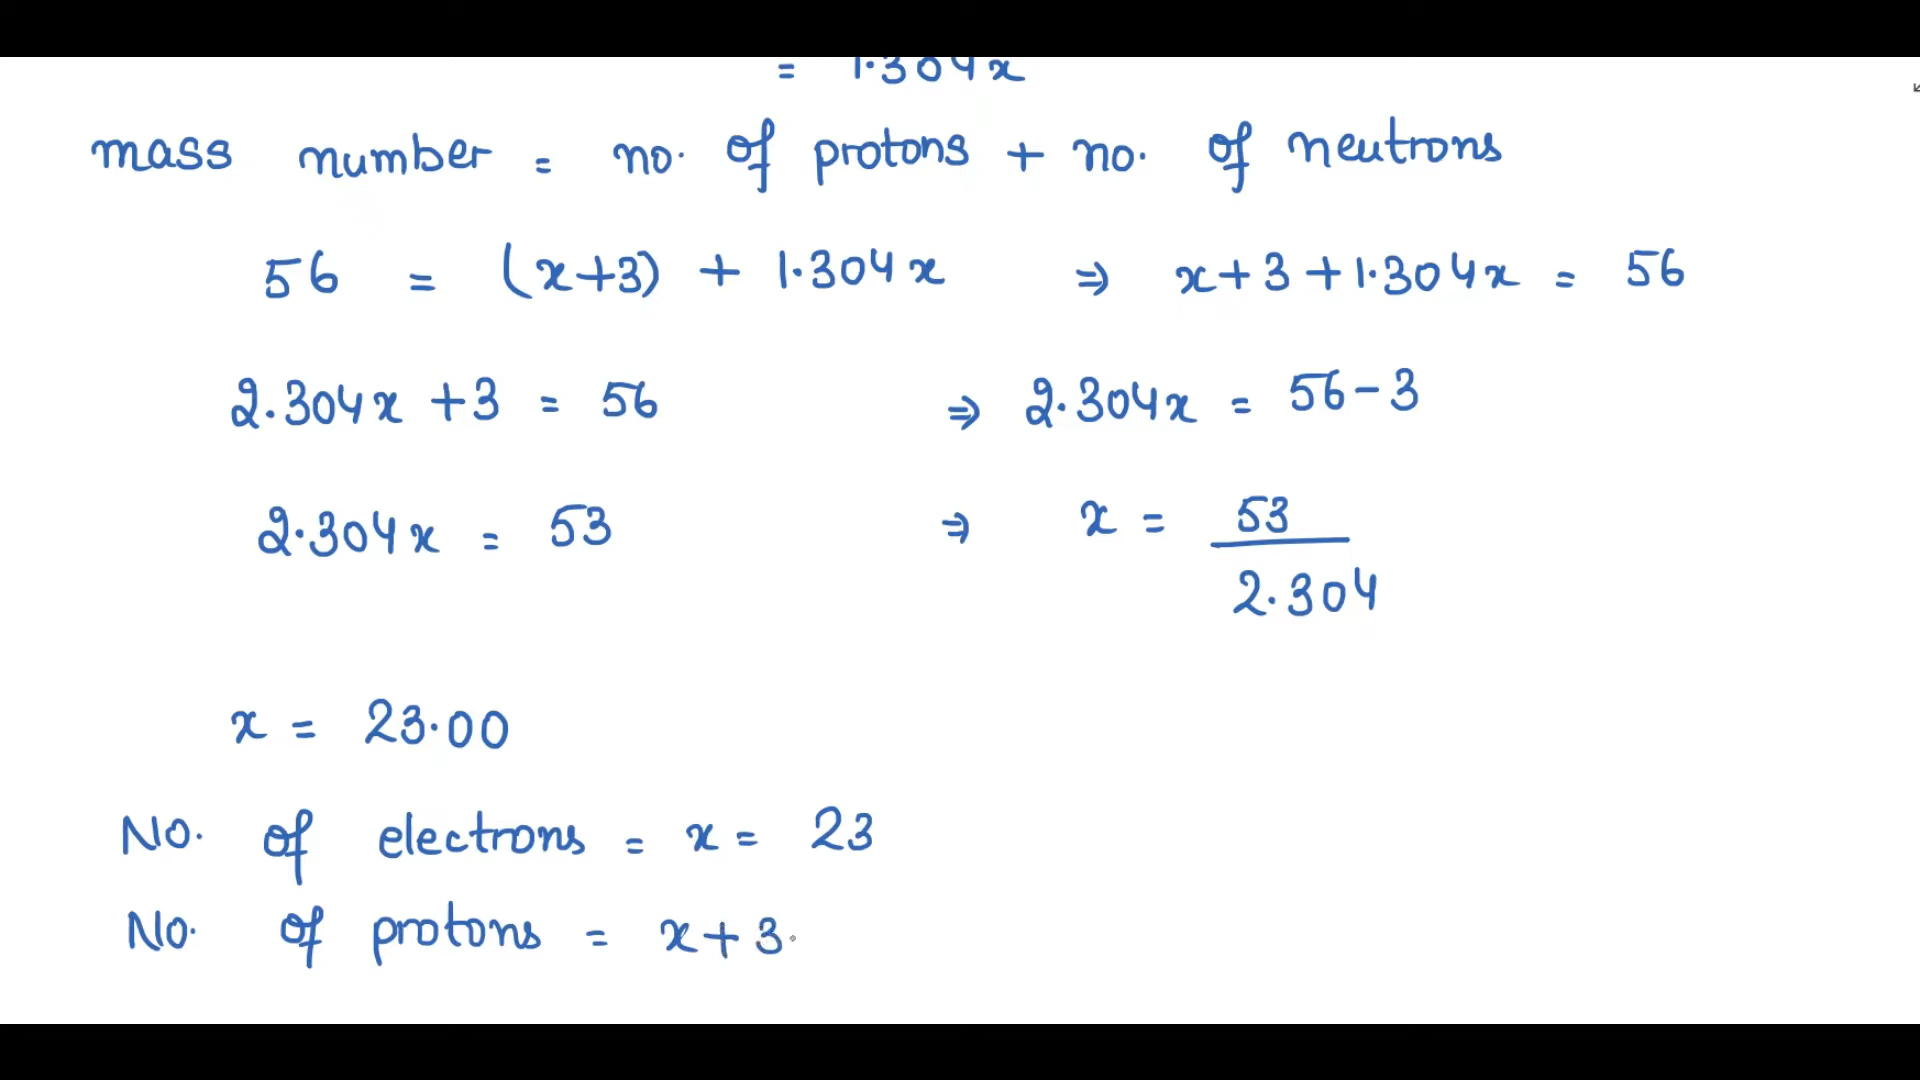 = 1.304x
mass number = no. of protons + no. of neutrons
56 = (x+3) + 1.304x ⇒ x+3+1.304x = 56
2.304x +3 = 56 ⇒ 2.304x = 56-3
2.304x = 53 ⇒ x = 53/2.304
x = 23.00
No. of electrons = x = 23
No. of protons = x+3